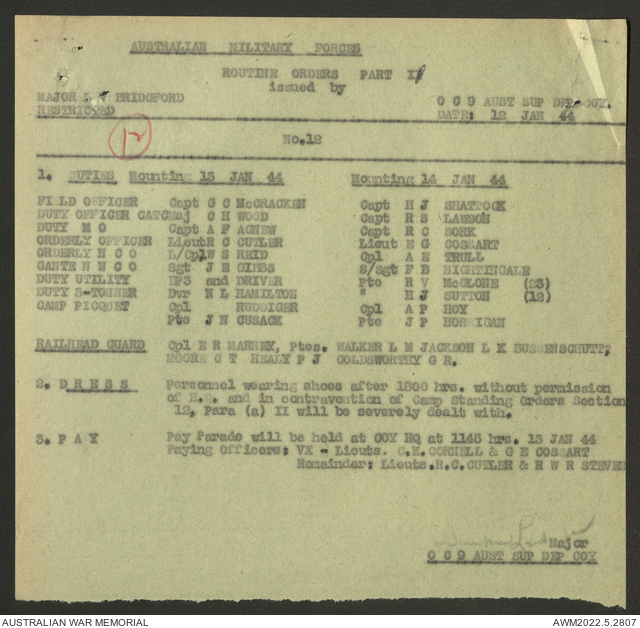 AUSTRALIAN MILITARY FORCES
ROUTINE ORDERS PART II
issued by
MAJOR L V BRIDGFORD O C 9 AUST SUP DEP COY.
RESTRICTED DATE: 12 JAN 44
12
No.12
1. DUTIES Mounting 13 JAN 44 Mounting 14 JAN 44
FIELD OFFICER Capt G C McCRACKEN Capt H J SHATTOCK
DUTY OFFICER CATC Maj C H WOOD Capt R S LAWSON
DUTY M O Capt A F AGNEW Capt R C SORK
ORDERLY OFFICER Lieut R C CUTLER Lieut E G COSSART
ORDERLY N C O L/Cpl W S REID Cpl A E TRULL
CANTEEN N C O Sgt J E GIBBS S/Sgt F B NIGHTINGALE
DUTY UTILITY BP3 and DRIVER Pte R V McGLONE (23)
DUTY 3-TONNER Dvr N L HAMILTON " H J SUTTON (12)
CAMP PICQUET Cpl RUDDIGER Cpl A P HOY
Pte J N CUSACK Pte J P HORRIGAN
RAILHEAD GUARD Cpl E R MARNEY, Ptes. WALKER L M JACKSON L K BUSSENSCHUTT,
MOORE C T HEALY P J GOLDSWORTHY G R.
2. D R E S S Personnel wearing shoes after 1800 hrs. without permission
of H.Q. and in contravention of Camp Standing Orders Section
12, Para (a) II will be severely dealt with.
3. P A Y Pay Parade will be held at COY HQ at 1145 hrs. 13 JAN 44
Paying Officers: VX - Lieuts. C.K. CORNELL & G E COSSART
Remainder: Lieuts. R.C. CUTLER & R W R STEVEN
Major
O C 9 AUST SUP DEP COY
AUSTRALIAN WAR MEMORIAL AWM2022.5.2807